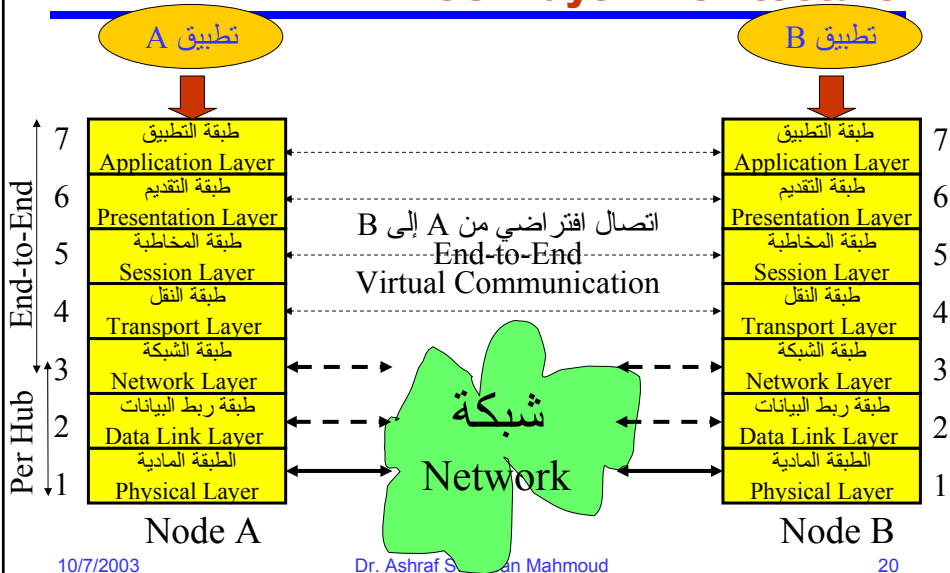 تطبيق A
تطبيق B
End-to-End
Per Hub
7
طبقة التطبيق
Application Layer
6
طبقة التقديم
Presentation Layer
5
طبقة المخاطبة
Session Layer
4
طبقة النقل
Transport Layer
3
طبقة الشبكة
Network Layer
2
طبقة ربط البيانات
Data Link Layer
1
الطبقة المادية
Physical Layer
Node A
اتصال افتراضي من A إلى B
End-to-End
Virtual Communication
شبكة
Network
طبقة التطبيق
Application Layer
7
طبقة التقديم
Presentation Layer
6
طبقة المخاطبة
Session Layer
5
طبقة النقل
Transport Layer
4
طبقة الشبكة
Network Layer
3
طبقة ربط البيانات
Data Link Layer
2
الطبقة المادية
Physical Layer
1
Node B
10/7/2003
Dr. Ashraf Mahmoud
20